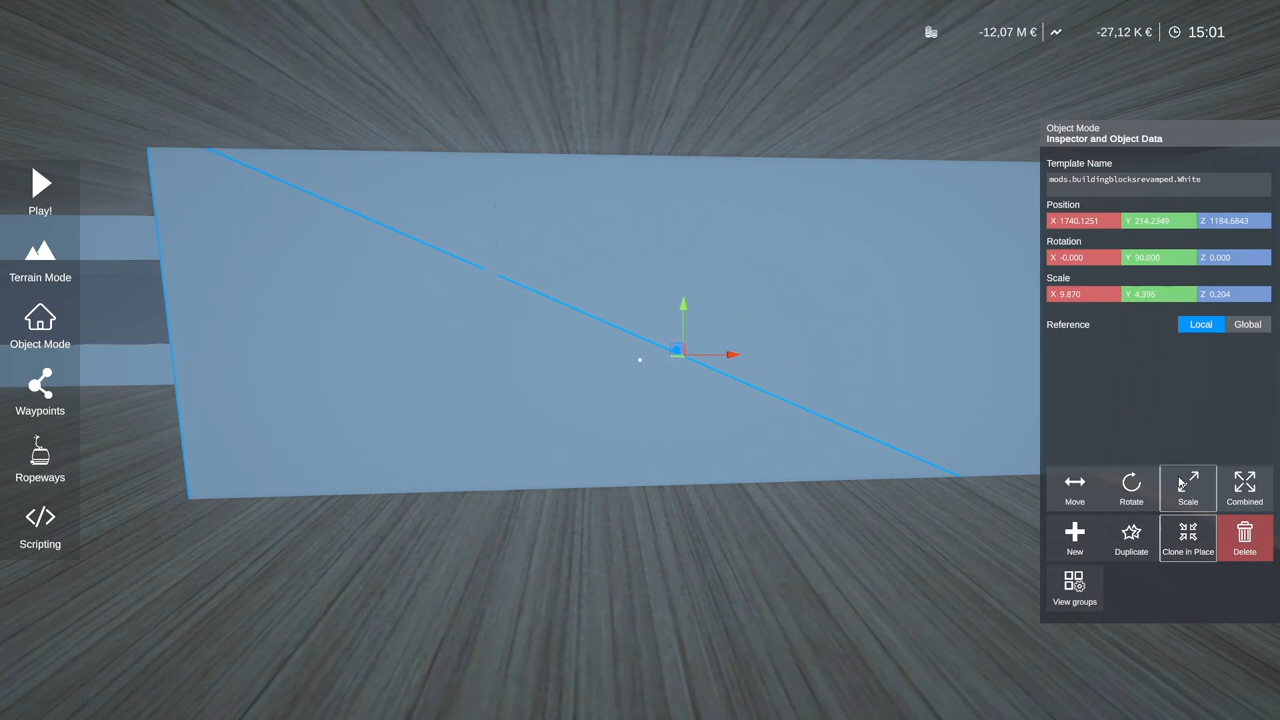 -12,07 M € -27,12 K € 15:01
Play!
Terrain Mode
Object Mode
Waypoints
Ropeways
Scripting
Object Mode
Inspector and Object Data
Template Name
mods.buildingblocksrevamped.White
Position
X 1740.1251 Y 214.2349 Z 1184.6843
Rotation
X -0.000 Y 90.000 Z 0.000
Scale
X 9.870 Y 4.396 Z 0.204
Reference Local Global
Move Rotate Scale Combined
New Duplicate Clone in Place Delete
View groups